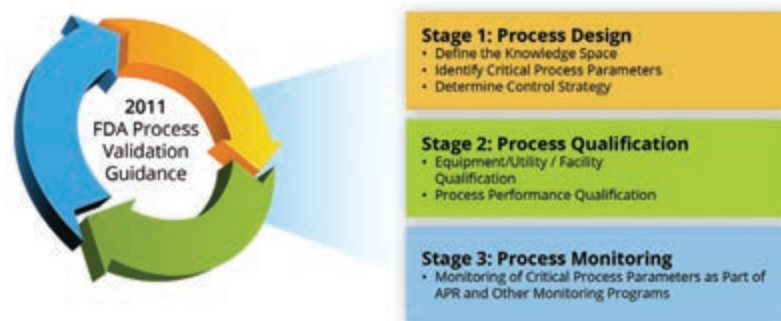 2011
FDA Process
Validation
Guidance
Stage 1: Process Design
• Define the Knowledge Space
• Identify Critical Process Parameters
• Determine Control Strategy
Stage 2: Process Qualification
• Equipment/Utility / Facility
Qualification
• Process Performance Qualification
Stage 3: Process Monitoring
• Monitoring of Critical Process Parameters as Part of
APR and Other Monitoring Programs